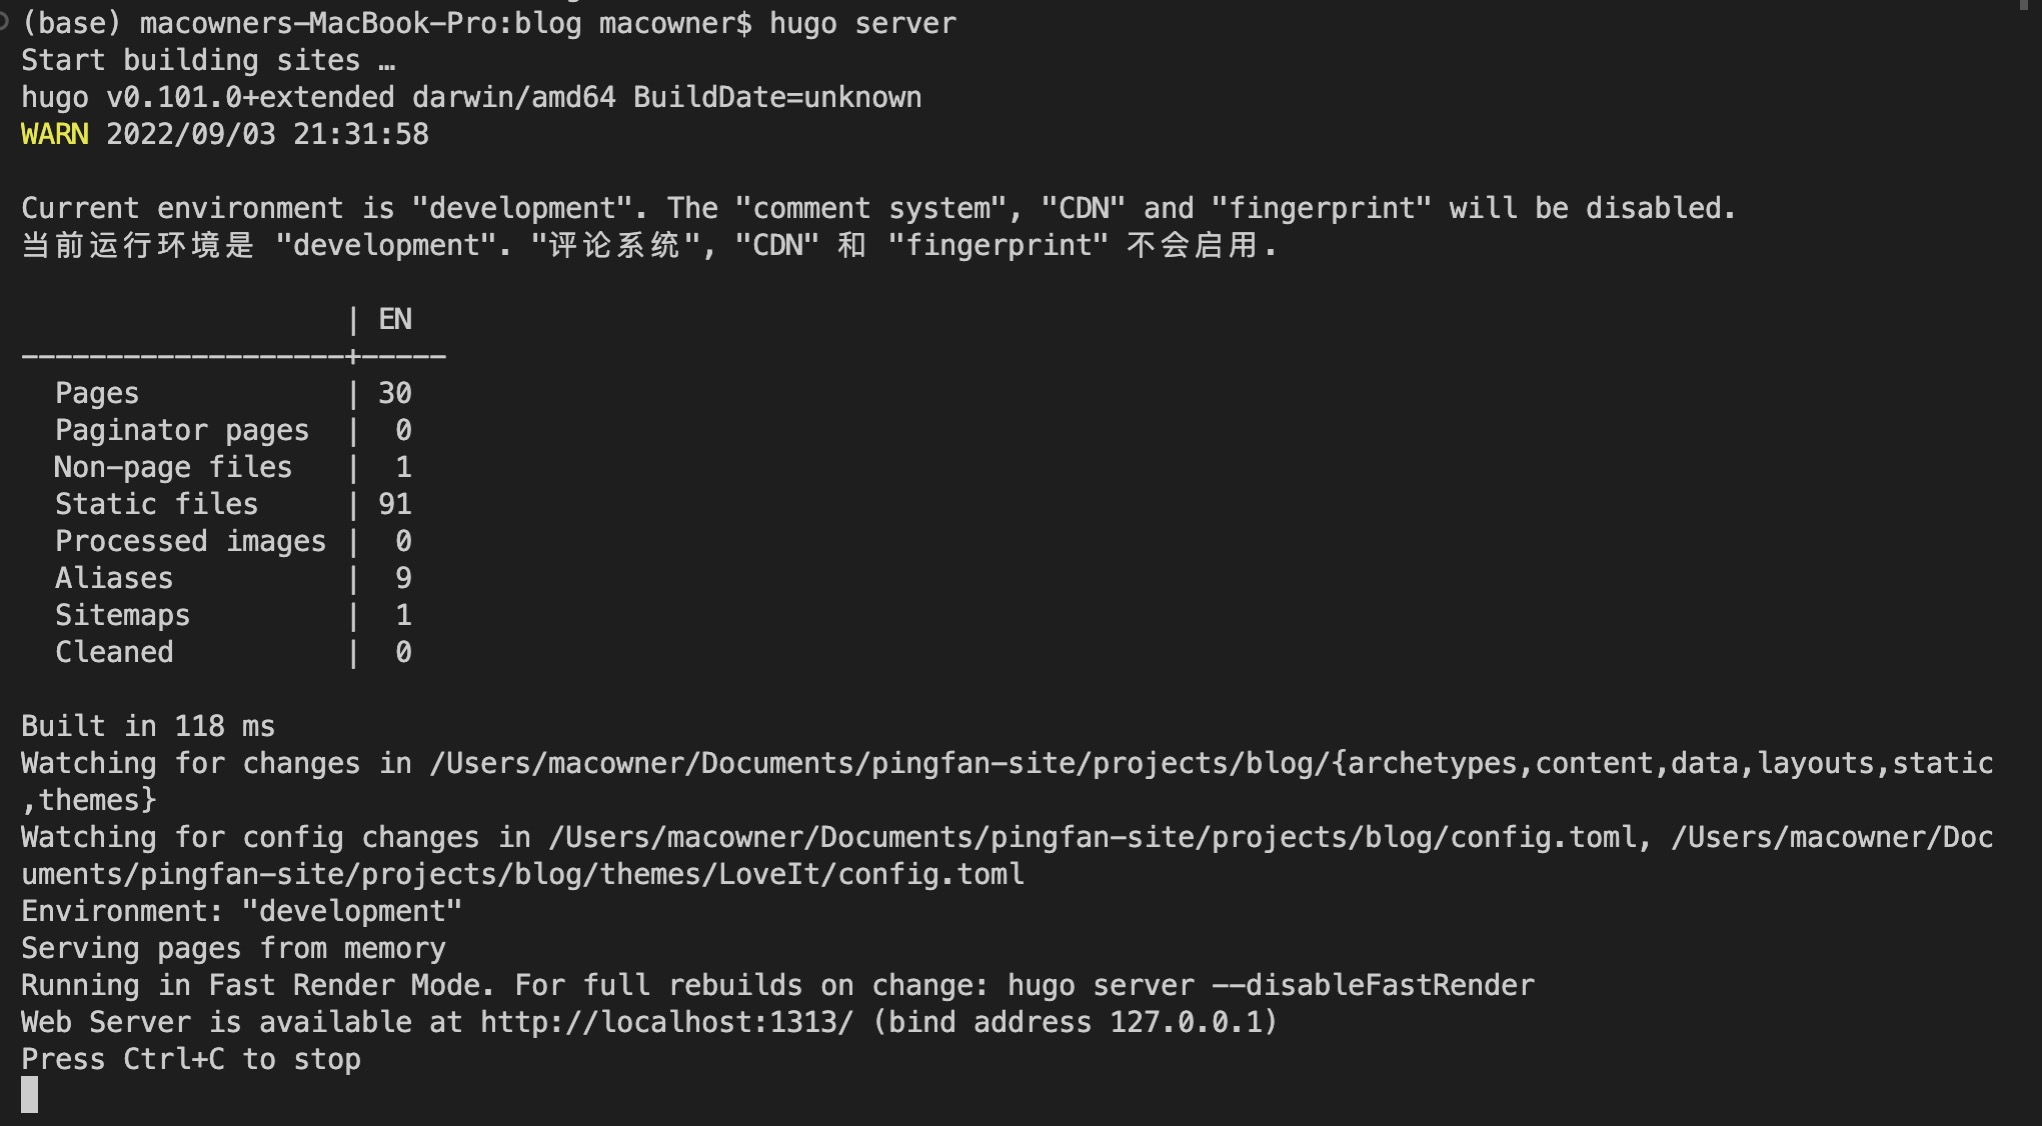 (base) macowners-MacBook-Pro:blog macowner$ hugo server
Start building sites …
hugo v0.101.0+extended darwin/amd64 BuildDate=unknown
WARN 2022/09/03 21:31:58
Current environment is "development". The "comment system", "CDN" and "fingerprint" will be disabled.
当前运行环境是 "development". "评论系统", "CDN" 和 "fingerprint" 不会启用.
                   | EN
-------------------+-----
  Pages            | 30
  Paginator pages  |  0
  Non-page files   |  1
  Static files     | 91
  Processed images |  0
  Aliases          |  9
  Sitemaps         |  1
  Cleaned          |  0
Built in 118 ms
Watching for changes in /Users/macowner/Documents/pingfan-site/projects/blog/{archetypes,content,data,layouts,static
,themes}
Watching for config changes in /Users/macowner/Documents/pingfan-site/projects/blog/config.toml, /Users/macowner/Doc
uments/pingfan-site/projects/blog/themes/LoveIt/config.toml
Environment: "development"
Serving pages from memory
Running in Fast Render Mode. For full rebuilds on change: hugo server --disableFastRender
Web Server is available at http://localhost:1313/ (bind address 127.0.0.1)
Press Ctrl+C to stop